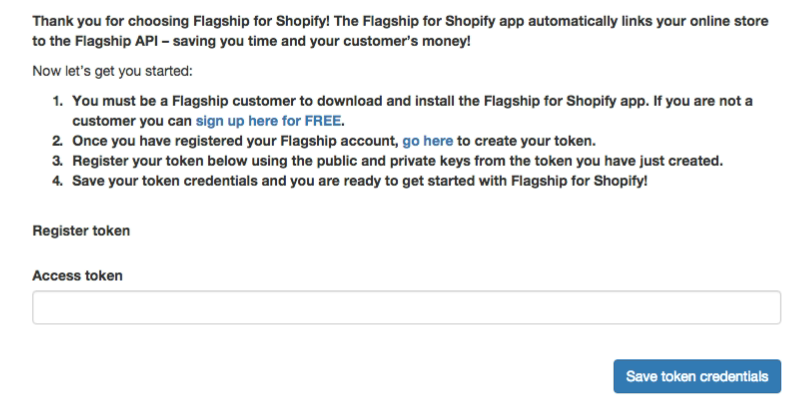 Thank you for choosing Flagship for Shopify! The Flagship for Shopify app automatically links your online store
to the Flagship API – saving you time and your customer's money!
Now let's get you started:
1. You must be a Flagship customer to download and install the Flagship for Shopify app. If you are not a
customer you can sign up here for FREE.
2. Once you have registered your Flagship account, go here to create your token.
3. Register your token below using the public and private keys from the token you have just created.
4. Save your token credentials and you are ready to get started with Flagship for Shopify!
Register token
Access token
Save token credentials